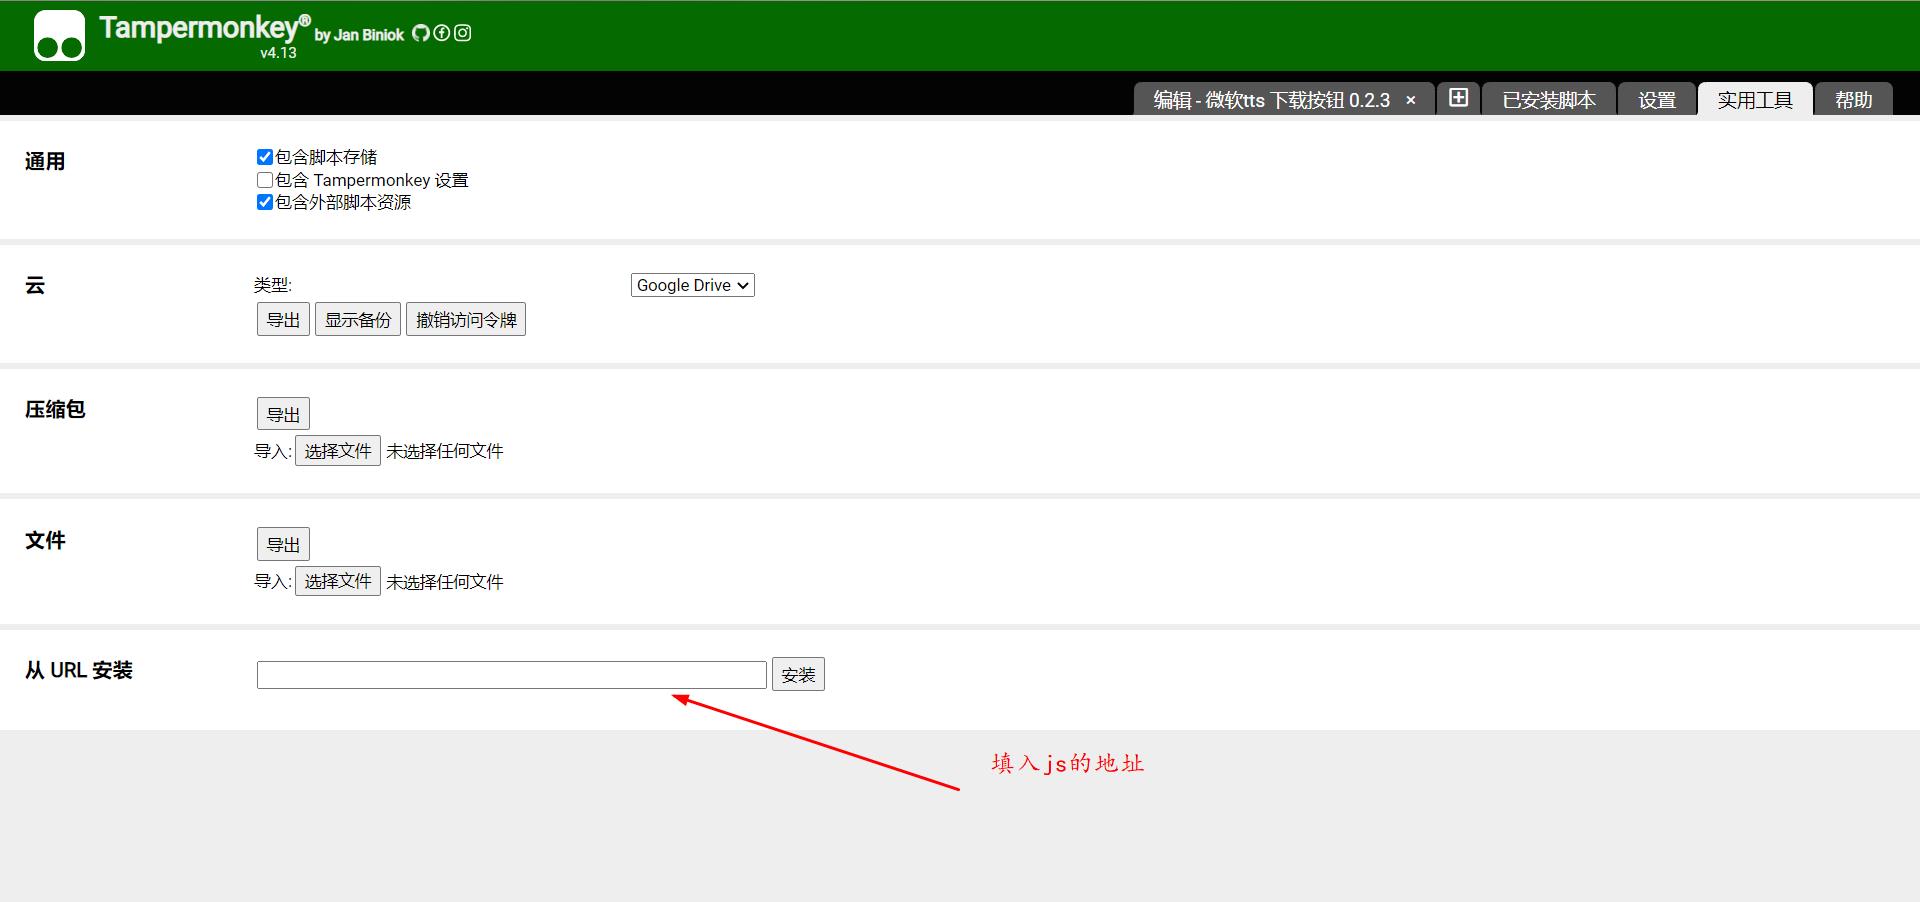 Tampermonkey® by Jan Biniok
v4.13
编辑 - 微软tts 下载按钮 0.2.3 × 已安装脚本 设置 实用工具 帮助
通用
包含脚本存储
包含 Tampermonkey 设置
包含外部脚本资源
云
类型: Google Drive
导出 显示备份 撤销访问令牌
压缩包
导出
导入: 选择文件 未选择任何文件
文件
导出
导入: 选择文件 未选择任何文件
从 URL 安装
安装
填入js的地址